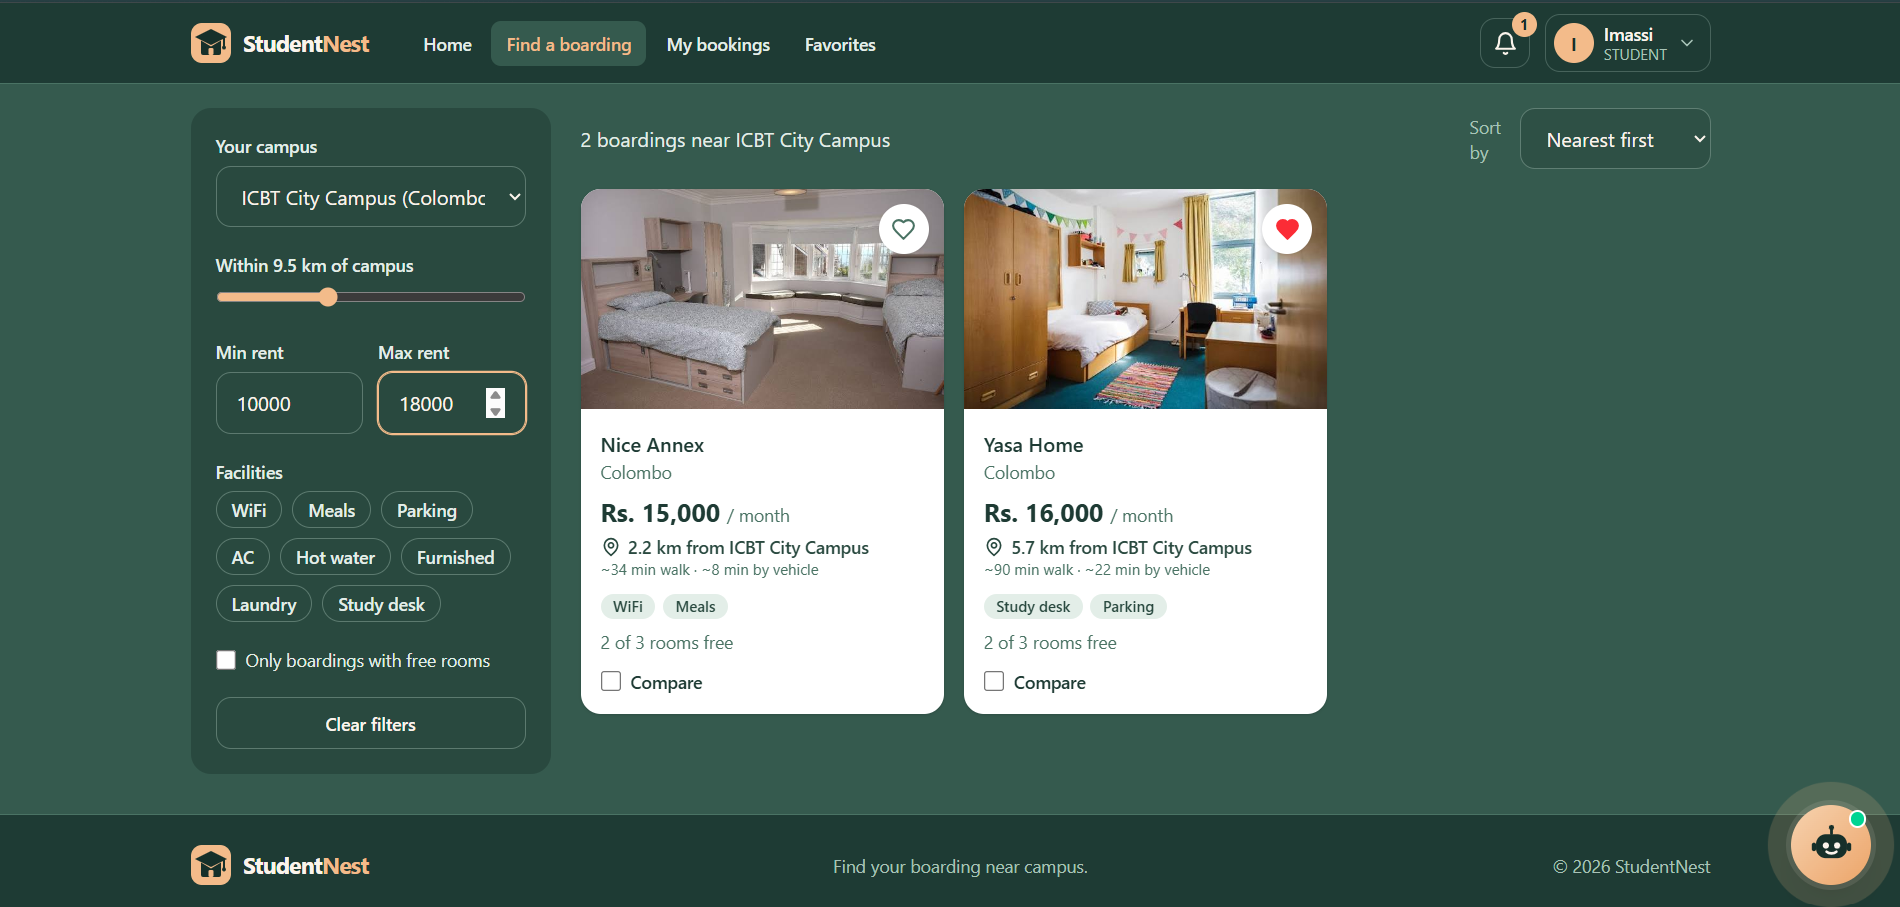 StudentNest
Home
Find a boarding
My bookings
Favorites
1
I
Imassi
STUDENT
Your campus
ICBT City Campus (Colombo
Within 9.5 km of campus
Min rent
Max rent
10000
18000
Facilities
WiFi
Meals
Parking
AC
Hot water
Furnished
Laundry
Study desk
Only boardings with free rooms
Clear filters
2 boardings near ICBT City Campus
Sort
by
Nearest first
Nice Annex
Colombo
Rs. 15,000 / month
2.2 km from ICBT City Campus
~34 min walk · ~8 min by vehicle
WiFi
Meals
2 of 3 rooms free
Compare
Yasa Home
Colombo
Rs. 16,000 / month
5.7 km from ICBT City Campus
~90 min walk · ~22 min by vehicle
Study desk
Parking
2 of 3 rooms free
Compare
StudentNest
Find your boarding near campus.
© 2026 StudentNest